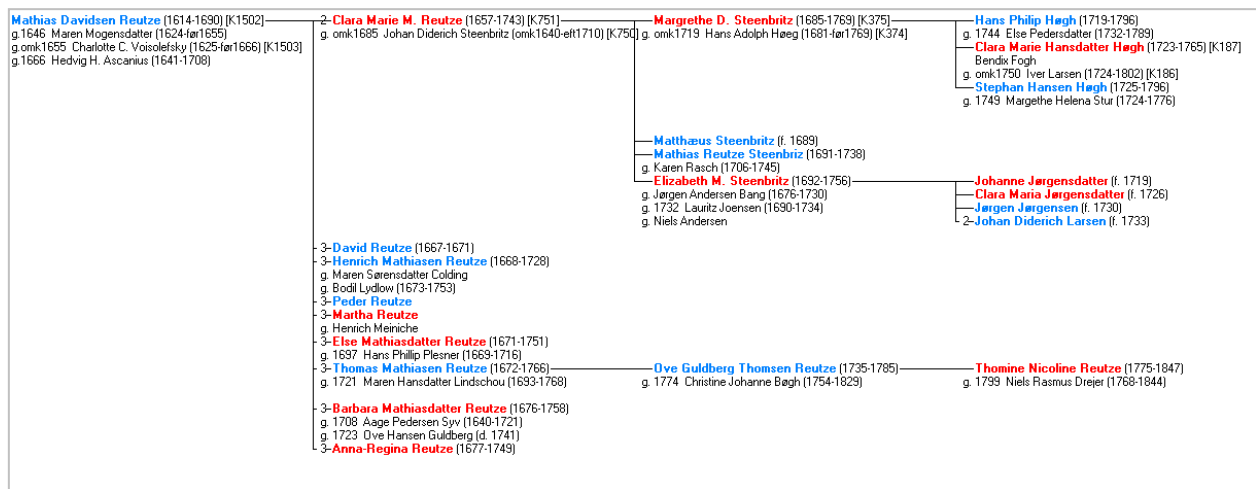 Mathias Davidsen Reutze (1614-1690) [K1502]
g.1646 Maren Mogensdatter (1624-før1655)
g.omk1655 Charlotte C. Voisolefsky (1625-før1666) [K1503]
g.1666 Hedvig H. Ascanius (1641-1708)
2 Clara Marie M. Reutze (1657-1743) [K751]
g. omk1685 Johan Diderich Steenbritz (omk1640-eft1710) [K750]
Margrethe D. Steenbritz (1685-1769) [K375]
g. omk1719 Hans Adolph Høeg (1681-før1769) [K374]
Hans Philip Høgh (1719-1796)
g. 1744 Else Pedersdatter (1732-1789)
Clara Marie Hansdatter Høgh (1723-1765) [K187]
Bendix Fogh
g. omk1750 Iver Larsen (1724-1802) [K186]
Stephan Hansen Høgh (1725-1796)
g. 1749 Margethe Helena Stur (1724-1776)
Matthæus Steenbritz (f. 1689)
Mathias Reutze Steenbriz (1691-1738)
g. Karen Rasch (1706-1745)
Elizabeth M. Steenbritz (1692-1756)
g. Jørgen Andersen Bang (1676-1730)
g. 1732 Lauritz Joensen (1690-1734)
g. Niels Andersen
Johanne Jørgensdatter (f. 1719)
Clara Maria Jørgensdatter (f. 1726)
Jørgen Jørgensen (f. 1730)
2 Johan Diderich Larsen (f. 1733)
3 David Reutze (1667-1671)
3 Henrich Mathiasen Reutze (1668-1728)
g. Maren Sørensdatter Colding
g. Bodil Lydlow (1673-1753)
3 Peder Reutze
3 Martha Reutze
g. Henrich Meiniche
3 Else Mathiasdatter Reutze (1671-1751)
g. 1697 Hans Phillip Plesner (1669-1716)
3 Thomas Mathiasen Reutze (1672-1766)
g. 1721 Maren Hansdatter Lindschou (1693-1768)
Ove Guldberg Thomsen Reutze (1735-1785)
g. 1774 Christine Johanne Bøgh (1754-1829)
Thomine Nicoline Reutze (1775-1847)
g. 1799 Niels Rasmus Drejer (1768-1844)
3 Barbara Mathiasdatter Reutze (1676-1758)
g. 1708 Aage Pedersen Syv (1640-1721)
g. 1723 Ove Hansen Guldberg (d. 1741)
3 Anna-Regina Reutze (1677-1749)